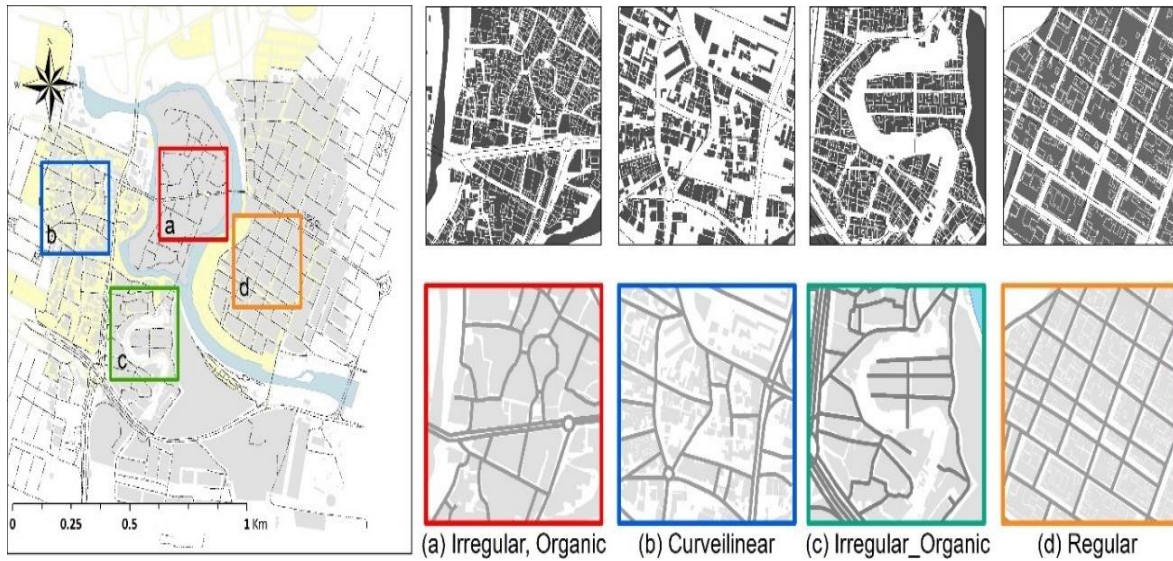 N
W
a
b
d
c
0 0.25 0.5 1 Km
(a) Irregular, Organic (b) Curveilinear (c) Irregular_Organic (d) Regular